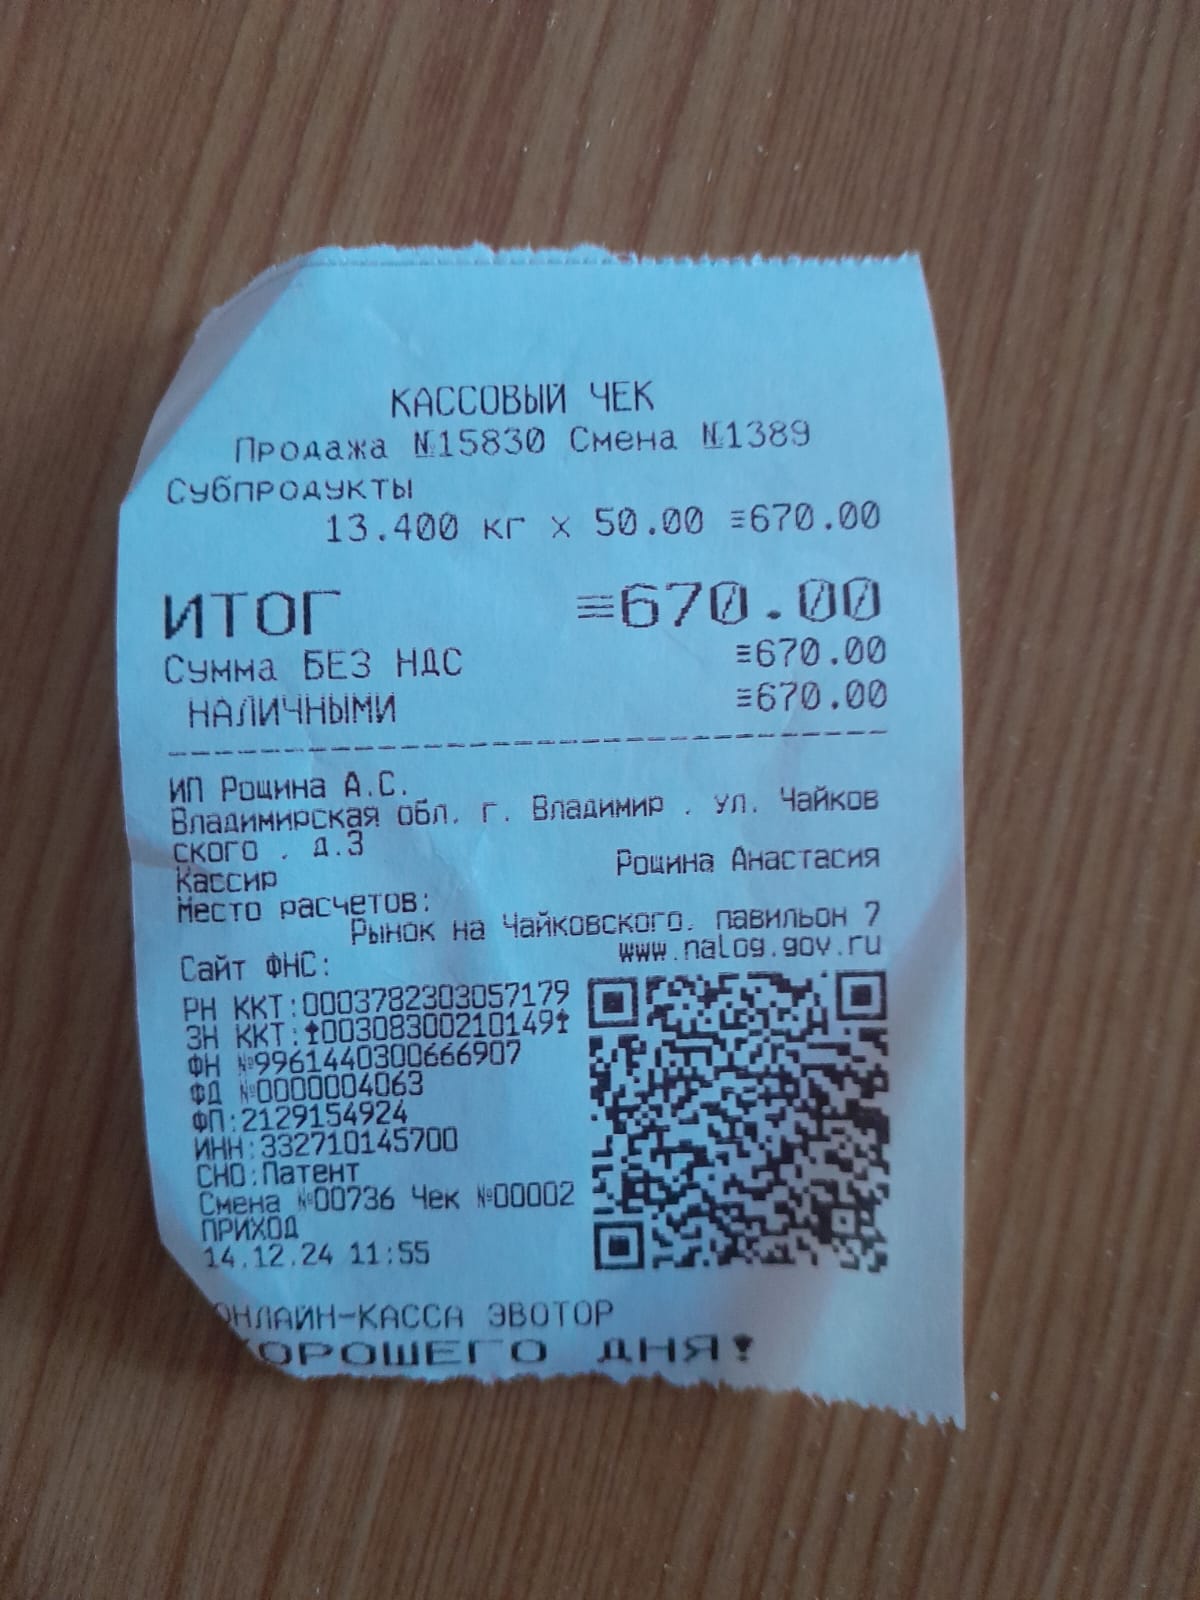 КАССОВЫЙ ЧЕК
Продажа №15830 Смена №1389
Субпродукты
13.400 кг х 50.00 ≡670.00
ИТОГ ≡670.00
Сумма БЕЗ НДС ≡670.00
НАЛИЧНЫМИ ≡670.00
ИП Рощина А.С.
Владимирская обл. г. Владимир . ул. Чайков
ского . д.3
Кассир Рощина Анастасия
Место расчетов:
Рынок на Чайковского. павильон 7
Сайт ФНС: www.nalog.gov.ru
РН ККТ:0003782303057179
ЗН ККТ:↑00308300210149↑
ФН №9961440300666907
ФД №0000004063
ФП:2129154924
ИНН:332710145700
СНО:Патент
Смена №00736 Чек №00002
ПРИХОД
14.12.24 11:55
ОНЛАЙН-КАССА ЭВОТОР
ХОРОШЕГО ДНЯ!